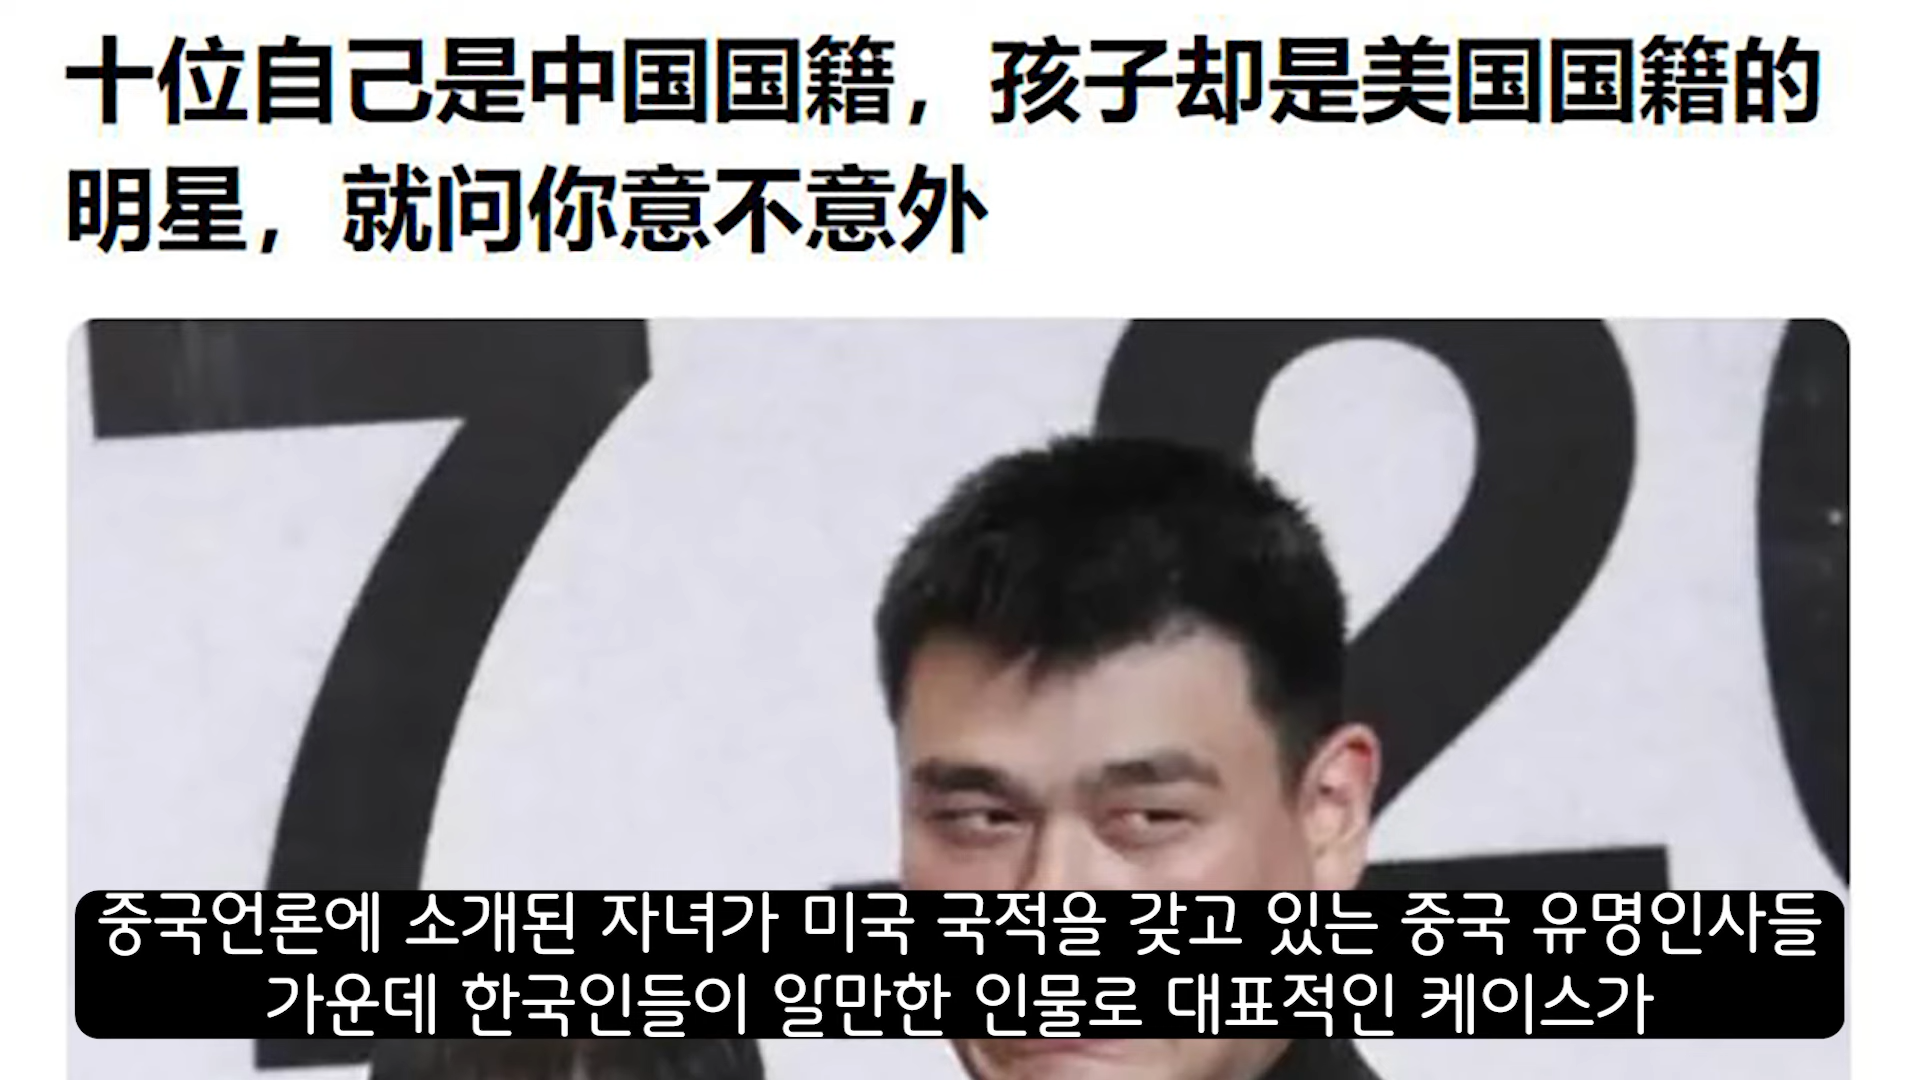 十位自己是中国国籍，孩子却是美国国籍的
明星，就问你意不意外
중국언론에 소개된 자녀가 미국 국적을 갖고 있는 중국 유명인사들
가운데 한국인들이 알만한 인물로 대표적인 케이스가